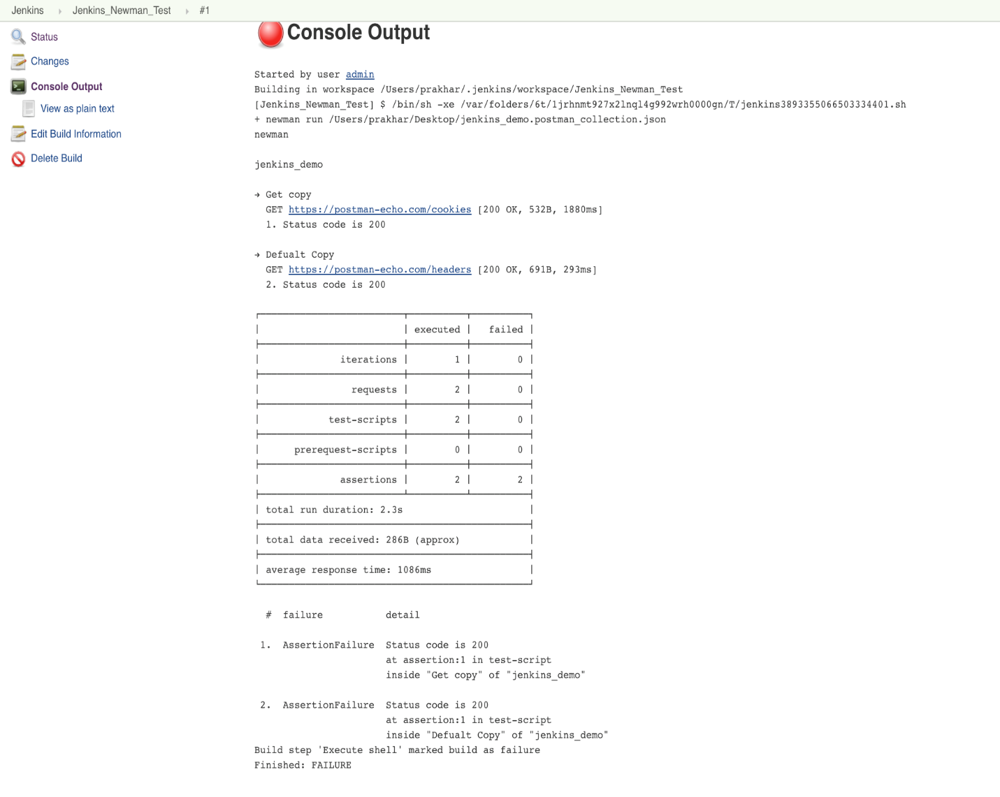 Jenkins Jenkins_Newman_Test #1
Status
Changes
Console Output
View as plain text
Edit Build Information
Delete Build
Console Output
Started by user admin
Building in workspace /Users/prakhar/.jenkins/workspace/Jenkins_Newman_Test
[Jenkins_Newman_Test] $ /bin/sh -xe /var/folders/6t/1jrhnmt927x2lnql4g992wrh0000gn/T/jenkins3893355066503334401.sh
+ newman run /Users/prakhar/Desktop/jenkins_demo.postman_collection.json
newman
jenkins_demo
→ Get copy
GET https://postman-echo.com/cookies [200 OK, 532B, 1880ms]
1. Status code is 200
→ Defualt Copy
GET https://postman-echo.com/headers [200 OK, 691B, 293ms]
2. Status code is 200
executed failed
iterations 1 0
requests 2 0
test-scripts 2 0
prerequest-scripts 0 0
assertions 2 2
total run duration: 2.3s
total data received: 286B (approx)
average response time: 1086ms
# failure detail
1. AssertionFailure Status code is 200
at assertion:1 in test-script
inside "Get copy" of "jenkins_demo"
2. AssertionFailure Status code is 200
at assertion:1 in test-script
inside "Defualt Copy" of "jenkins_demo"
Build step 'Execute shell' marked build as failure
Finished: FAILURE